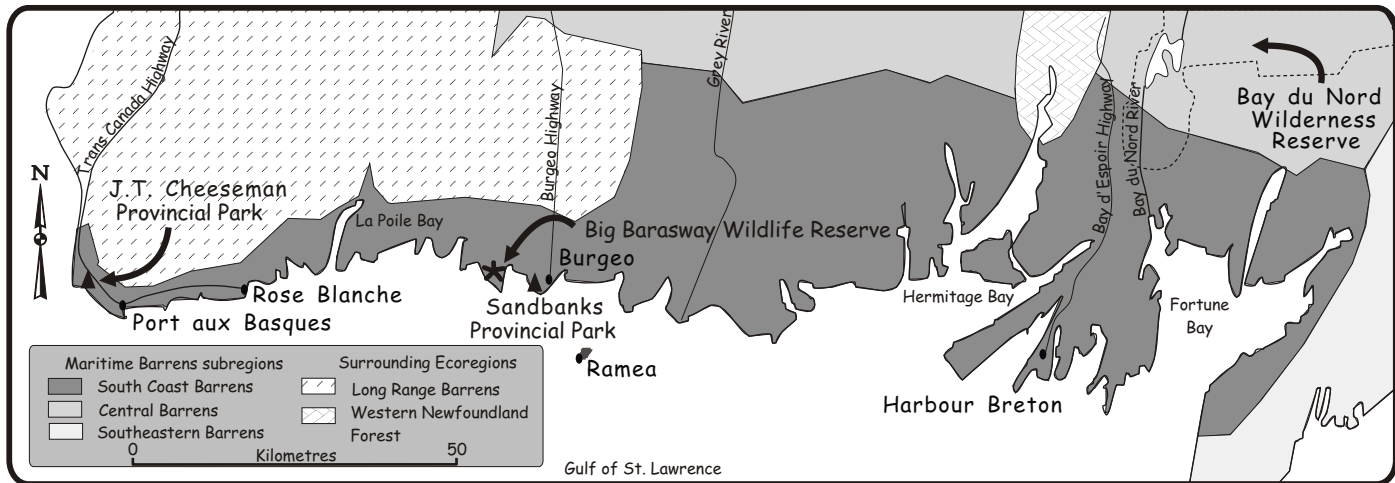 Trans Canada Highway
Burgeo Highway
Grey River
Bay d'Espoir Highway
Bay du Nord River
Bay du Nord
Wilderness
Reserve
N
J.T. Cheeseman
Provincial Park
La Poile Bay
Big Barasway Wildlife Reserve
Burgeo
Rose Blanche
Port aux Basques
Sandbanks
Provincial Park
Ramea
Hermitage Bay
Fortune
Bay
Harbour Breton
Maritime Barrens subregions
South Coast Barrens
Central Barrens
Southeastern Barrens
Surrounding Ecoregions
Long Range Barrens
Western Newfoundland
Forest
0 50
Kilometres
Gulf of St. Lawrence